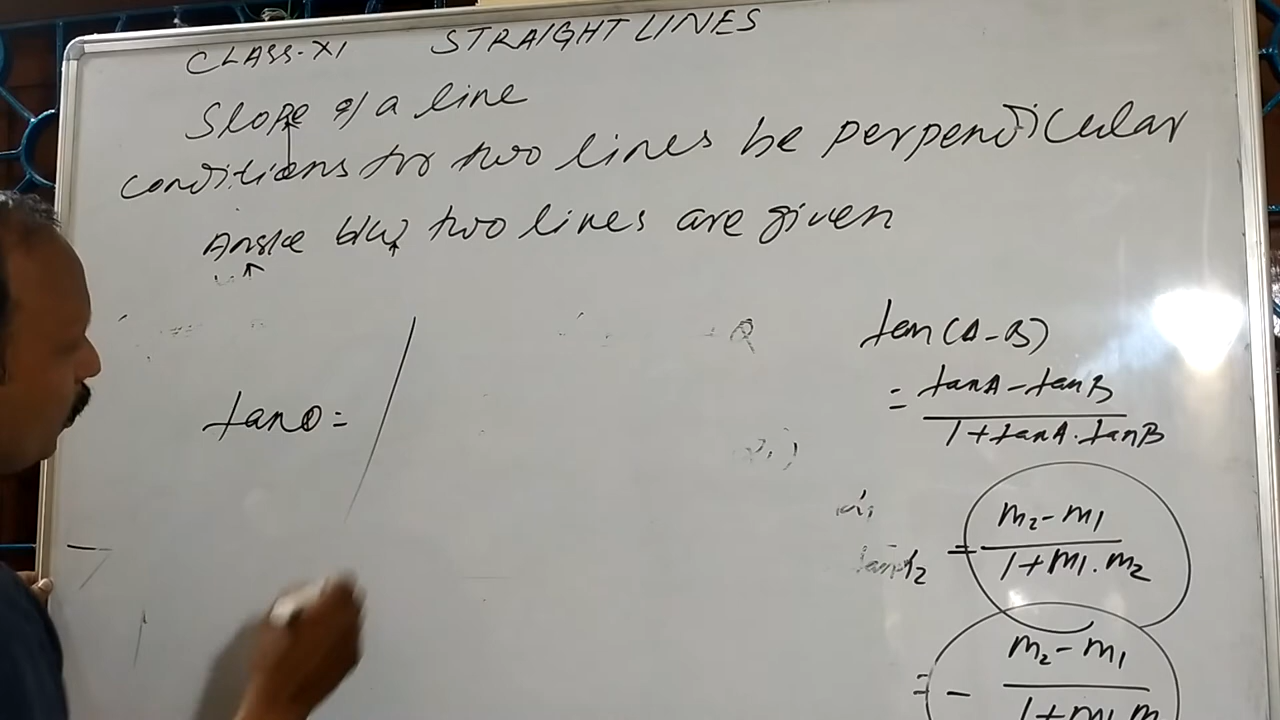 CLASS-XI STRAIGHT LINES
Slope of a line
conditions for two lines be perpendicular
Angle b/w two lines are given
tan(A-B)
= tanA - tanB
1 + tanA . tanB
tanθ =
= m₂ - m₁
1 + m₁ . m₂
= - m₂ - m₁
1 + m₁ m